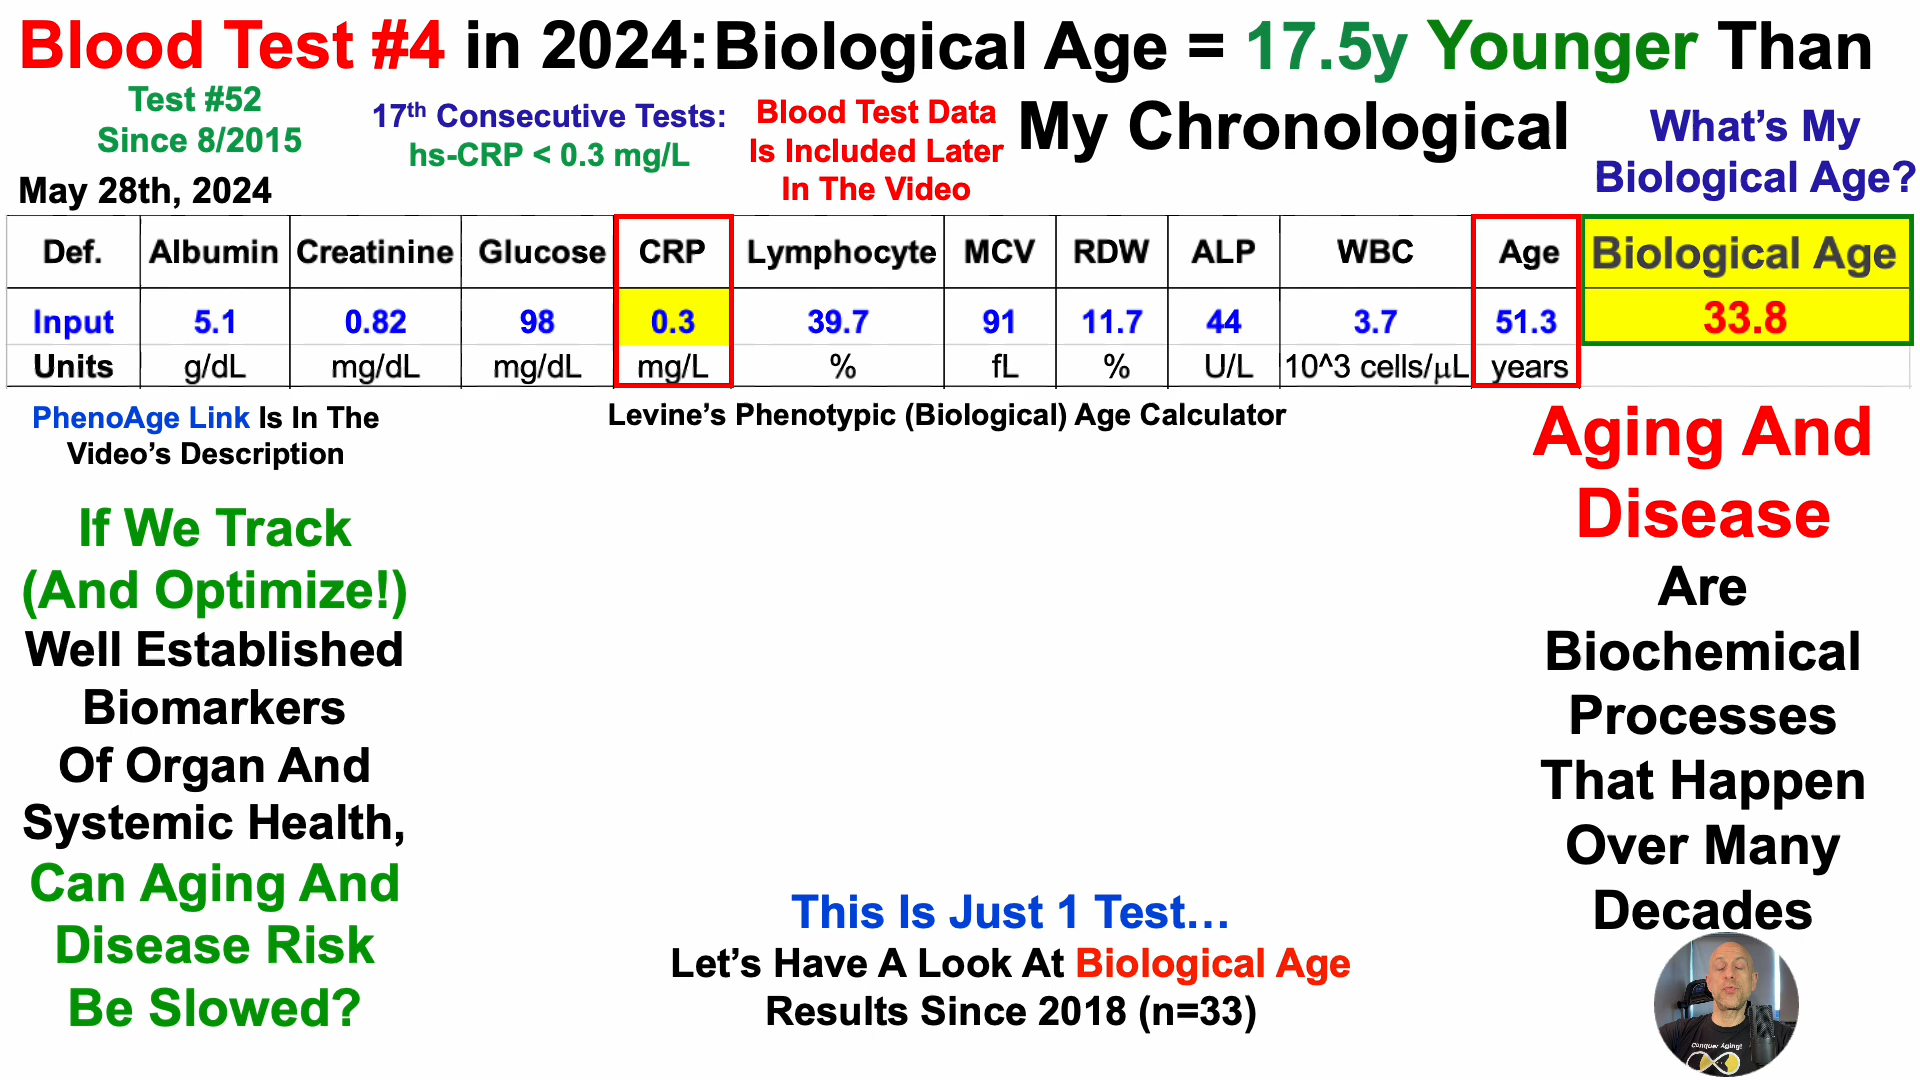 Blood Test #4 in 2024: Biological Age = 17.5y Younger Than
My Chronological
Test #52
Since 8/2015
May 28th, 2024
17th Consecutive Tests:
hs-CRP < 0.3 mg/L
Blood Test Data
Is Included Later
In The Video
What's My
Biological Age?
Def. Albumin Creatinine Glucose CRP Lymphocyte MCV RDW ALP WBC Age Biological Age
Input 5.1 0.82 98 0.3 39.7 91 11.7 44 3.7 51.3 33.8
Units g/dL mg/dL mg/dL mg/L % fL % U/L 10^3 cells/μL years
PhenoAge Link Is In The
Video's Description
Levine's Phenotypic (Biological) Age Calculator
If We Track
(And Optimize!)
Well Established
Biomarkers
Of Organ And
Systemic Health,
Can Aging And
Disease Risk
Be Slowed?
This Is Just 1 Test…
Let's Have A Look At Biological Age
Results Since 2018 (n=33)
Aging And
Disease
Are
Biochemical
Processes
That Happen
Over Many
Decades
Conquer Aging!